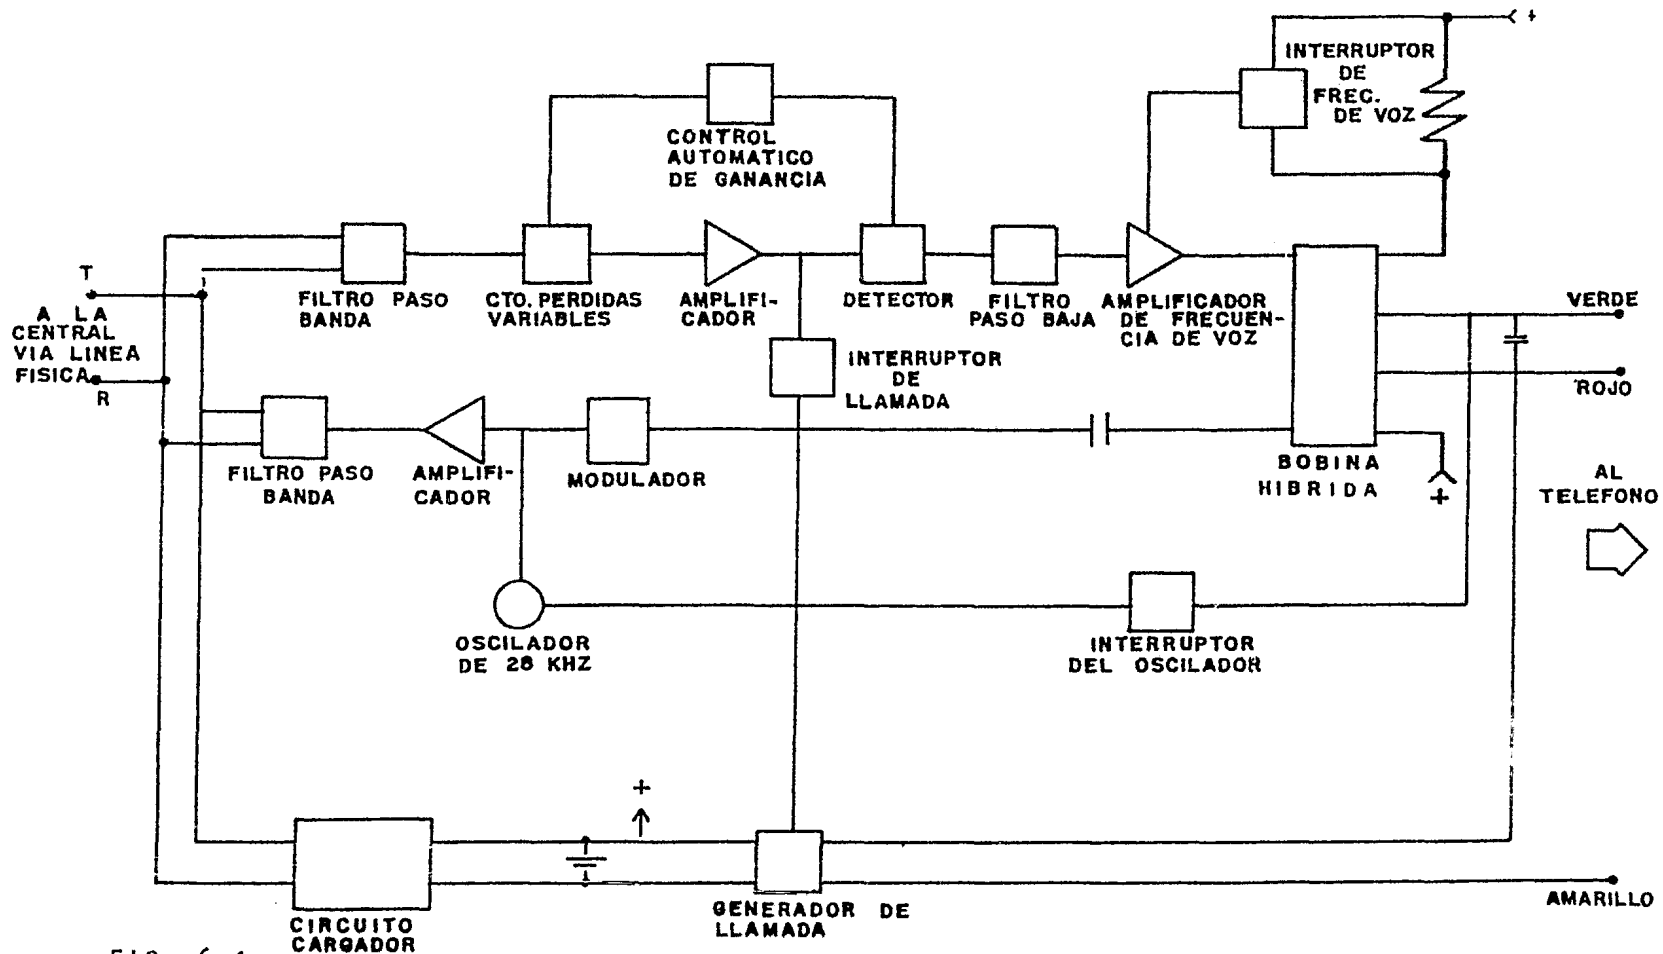 +
INTERRUPTOR
DE
FREC.
DE VOZ
CONTROL
AUTOMATICO
DE GANANCIA
T
A LA
CENTRAL
VIA LINEA
FISICA
R
FILTRO PASO
BANDA
CTO. PERDIDAS
VARIABLES
AMPLIFI-
CADOR
DETECTOR
FILTRO
PASO BAJA
AMPLIFICADOR
DE FRECUEN-
CIA DE VOZ
VERDE
INTERRUPTOR
DE
LLAMADA
ROJO
FILTRO PASO
BANDA
AMPLIFI-
CADOR
MODULADOR
BOBINA
HIBRIDA
+
AL
TELEFONO
OSCILADOR
DE 28 KHZ
INTERRUPTOR
DEL OSCILADOR
+
CIRCUITO
CARGADOR
GENERADOR DE
LLAMADA
AMARILLO